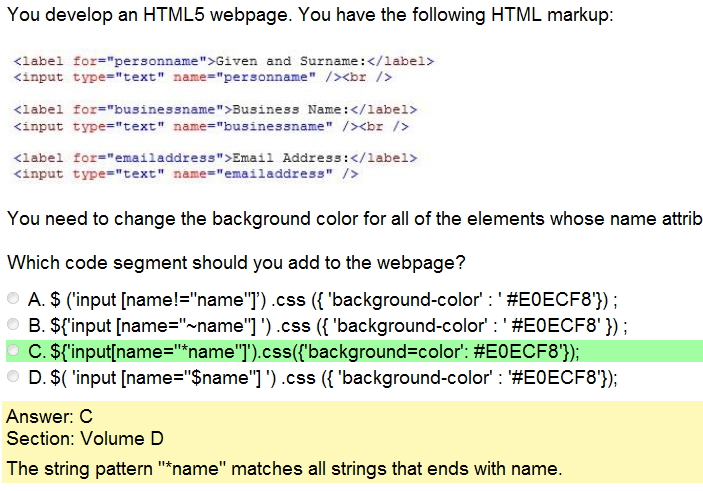 You develop an HTML5 webpage. You have the following HTML markup:
<label for="personname">Given and Surname:</label>
<input type="text" name="personname" /><br />
<label for="businessname">Business Name:</label>
<input type="text" name="businessname" /><br />
<label for="emailaddress">Email Address:</label>
<input type="text" name="emailaddress" />
You need to change the background color for all of the elements whose name attrib
Which code segment should you add to the webpage?
A. $ ('input [name!="name"]') .css ({ 'background-color' : ' #E0ECF8'}) ;
B. ${'input [name="~name"] ') .css ({ 'background-color' : ' #E0ECF8' }) ;
C. ${'input[name="*name"]').css({'background=color': #E0ECF8'});
D. $( 'input [name="$name"] ') .css ({ 'background-color' : '#E0ECF8'});
Answer: C
Section: Volume D
The string pattern "*name" matches all strings that ends with name.